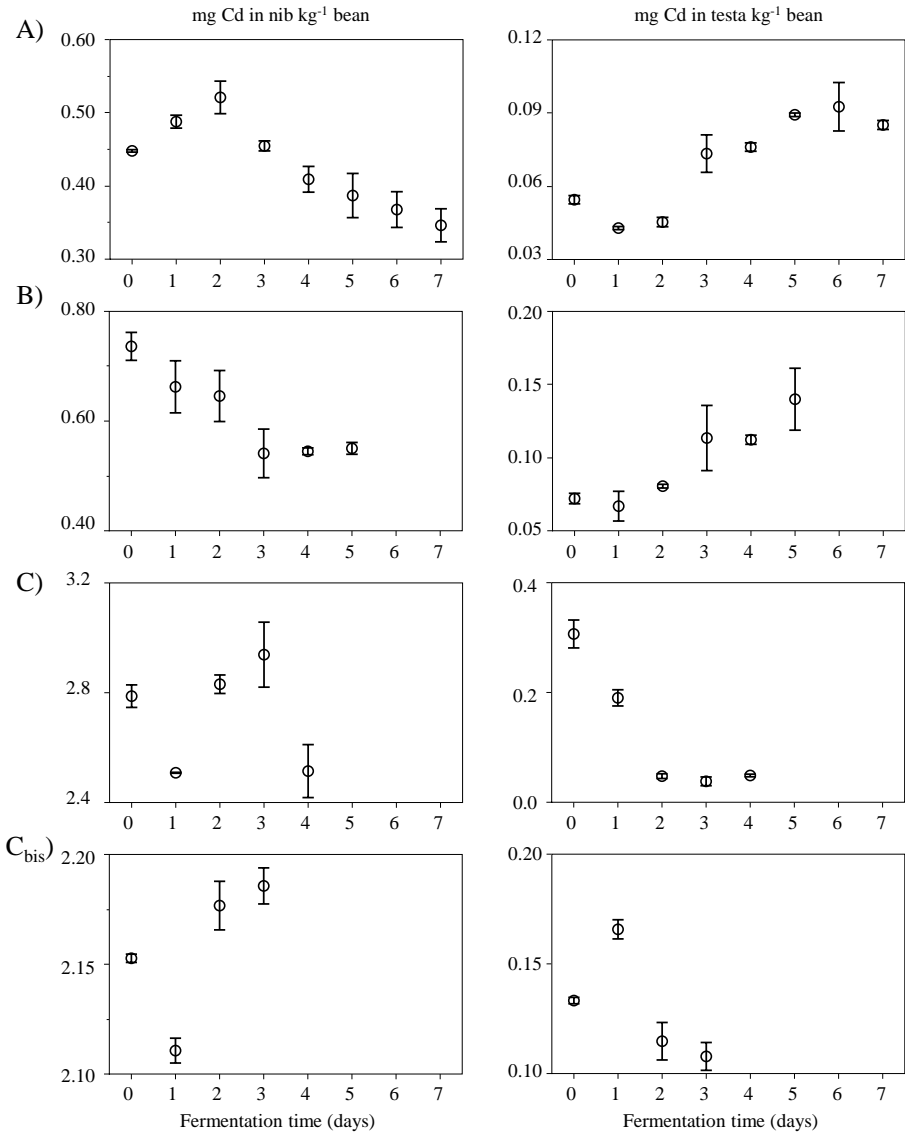 mg Cd in nib kg-1 bean
mg Cd in testa kg-1 bean
A)
0.60
0.50
0.40
0.30
0 1 2 3 4 5 6 7
0.12
0.09
0.06
0.03
0 1 2 3 4 5 6 7
B)
0.80
0.60
0.40
0 1 2 3 4 5 6 7
0.20
0.15
0.10
0.05
0 1 2 3 4 5 6 7
C)
3.2
2.8
2.4
0 1 2 3 4 5 6 7
0.4
0.2
0.0
0 1 2 3 4 5 6 7
Cbis)
2.20
2.15
2.10
0 1 2 3 4 5 6 7
Fermentation time (days)
0.20
0.15
0.10
0 1 2 3 4 5 6 7
Fermentation time (days)